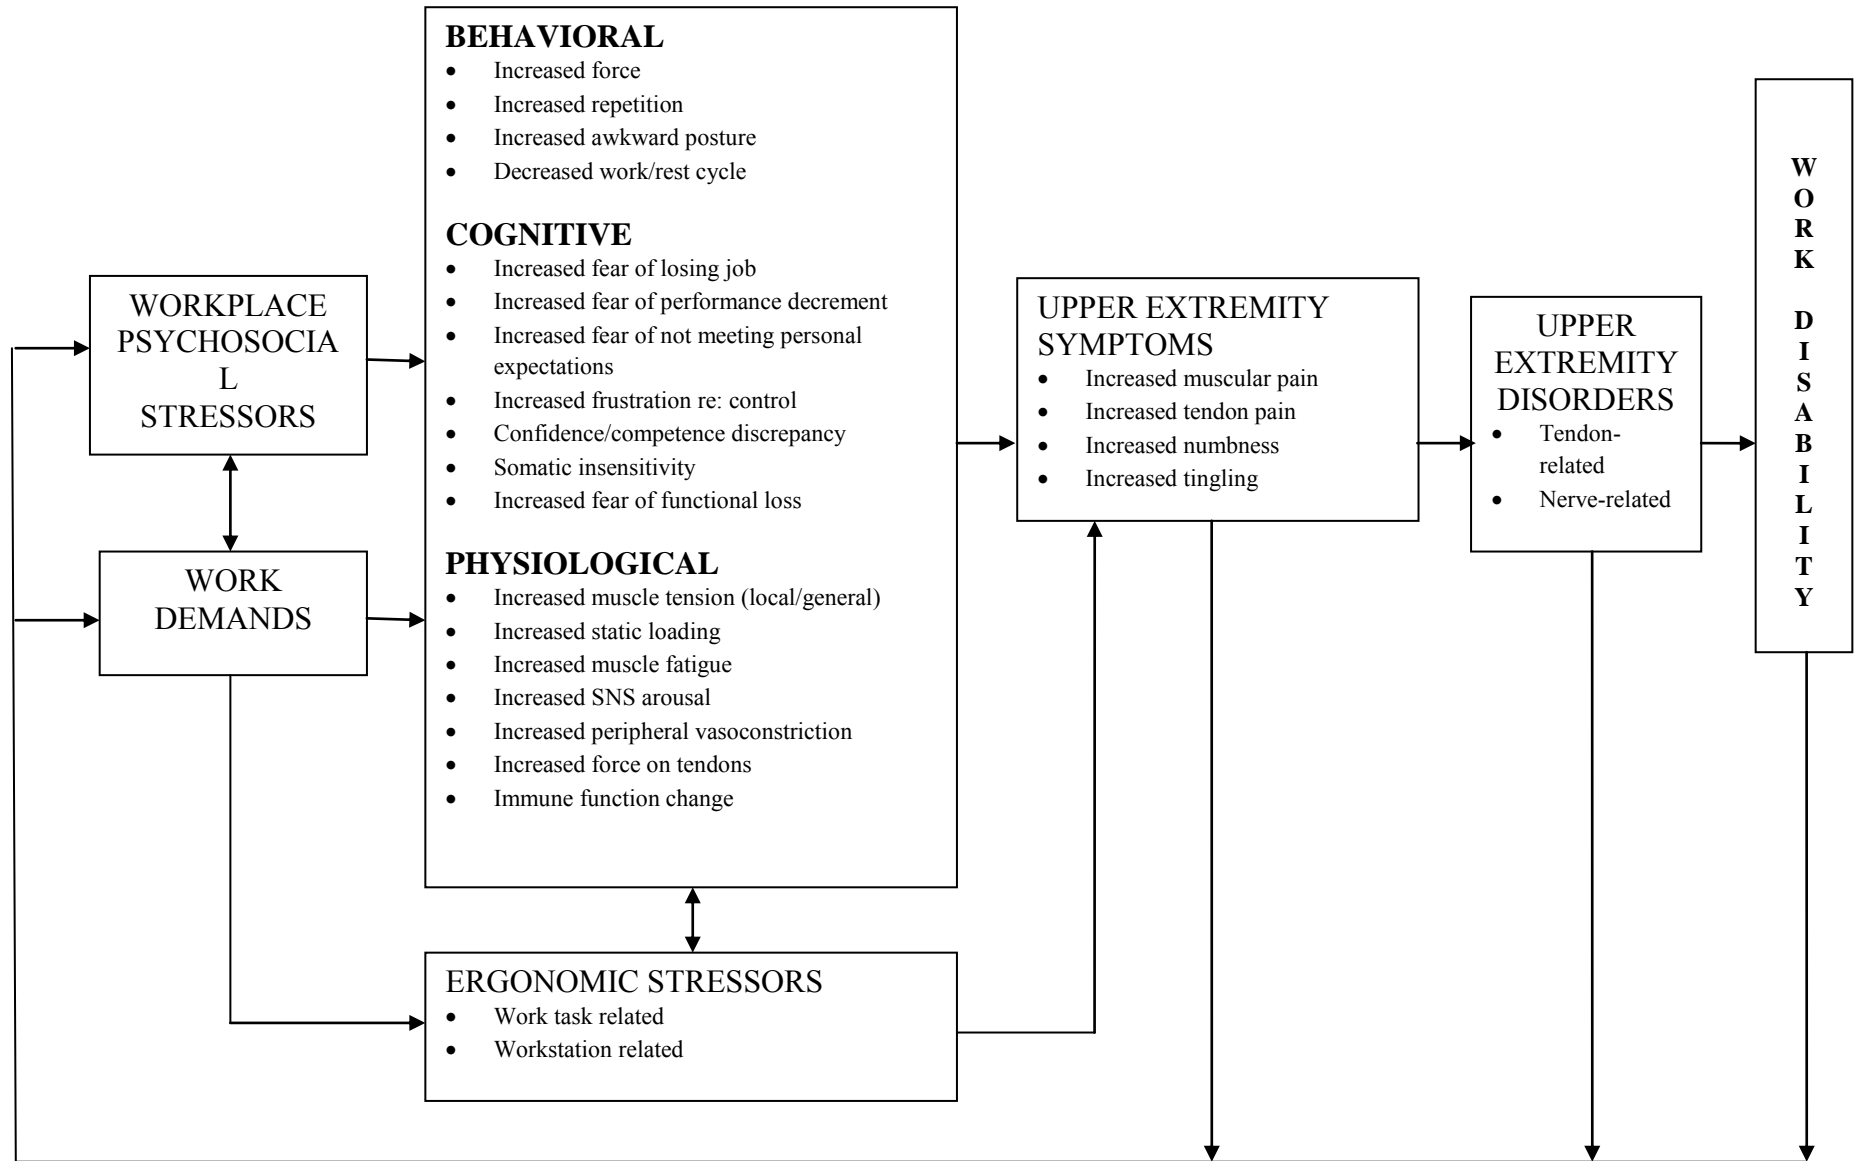 BEHAVIORAL
• Increased force
• Increased repetition
• Increased awkward posture
• Decreased work/rest cycle
COGNITIVE
• Increased fear of losing job
• Increased fear of performance decrement
• Increased fear of not meeting personal
expectations
• Increased frustration re: control
• Confidence/competence discrepancy
• Somatic insensitivity
• Increased fear of functional loss
PHYSIOLOGICAL
• Increased muscle tension (local/general)
• Increased static loading
• Increased muscle fatigue
• Increased SNS arousal
• Increased peripheral vasoconstriction
• Increased force on tendons
• Immune function change
WORKPLACE
PSYCHOSOCIA
L
STRESSORS
WORK
DEMANDS
ERGONOMIC STRESSORS
• Work task related
• Workstation related
UPPER EXTREMITY
SYMPTOMS
• Increased muscular pain
• Increased tendon pain
• Increased numbness
• Increased tingling
UPPER
EXTREMITY
DISORDERS
• Tendon-
related
• Nerve-related
W
O
R
K
D
I
S
A
B
I
L
I
T
Y